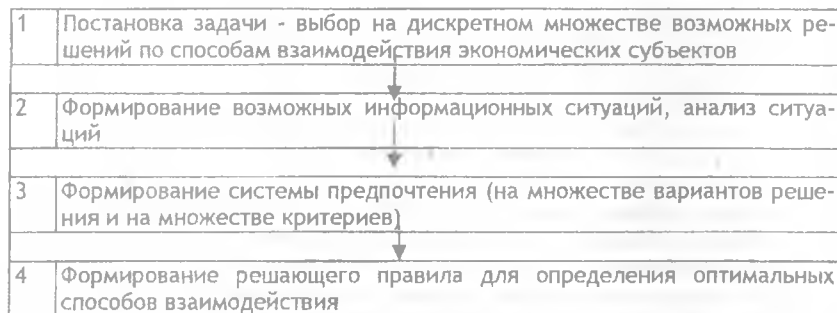 1 Постановка задачи - выбор на дискретном множестве возможных ре-
шений по способам взаимодействия экономических субъектов
2 Формирование возможных информационных ситуаций, анализ ситуа-
ций
3 Формирование системы предпочтения (на множестве вариантов реше-
ния и на множестве критериев)
4 Формирование решающего правила для определения оптимальных
способов взаимодействия